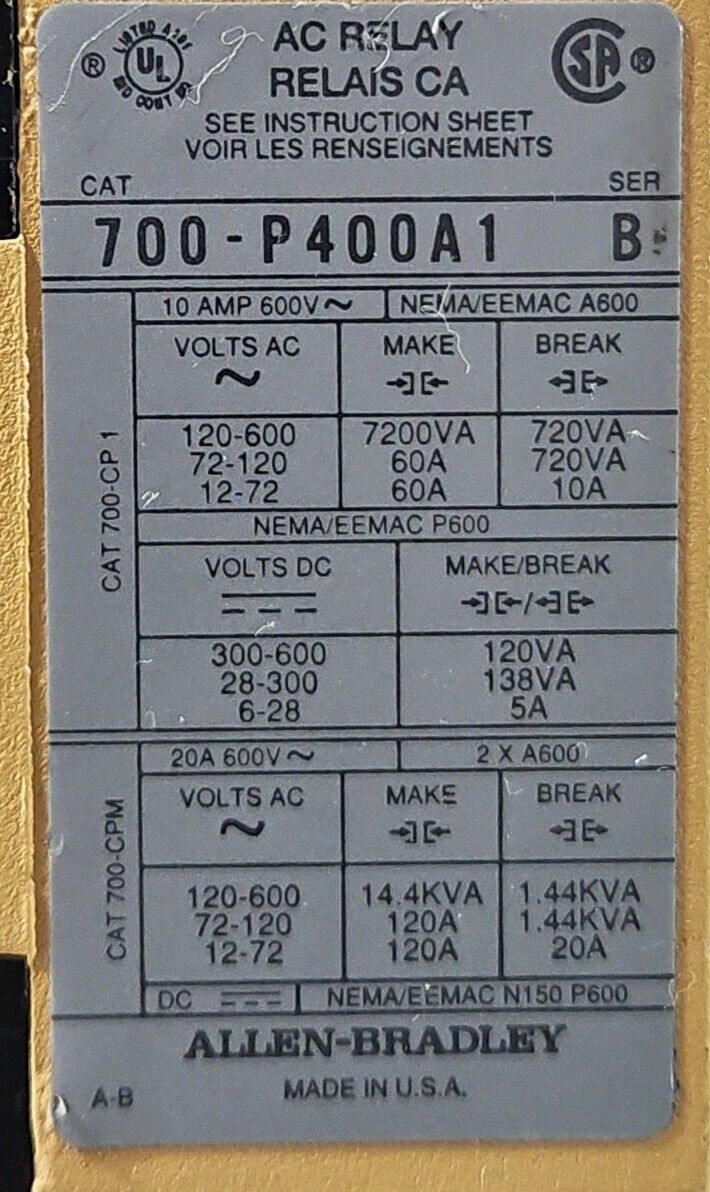 AC RELAY
RELAIS CA
SEE INSTRUCTION SHEET
VOIR LES RENSEIGNEMENTS
® LISTED UL
SA ®
CAT SER
700-P400A1 B
CAT 700-CP1
10 AMP 600V~ NEMA/EEMAC A600
VOLTS AC MAKE BREAK
~
120-600 7200VA 720VA
72-120 60A 720VA
12-72 60A 10A
NEMA/EEMAC P600
VOLTS DC MAKE/BREAK
300-600 120VA
28-300 138VA
6-28 5A
CAT 700-CPM
20A 600V~ 2 X A600
VOLTS AC MAKE BREAK
~
120-600 14.4KVA 1.44KVA
72-120 120A 1.44KVA
12-72 120A 20A
DC NEMA/EEMAC N150 P600
ALLEN-BRADLEY
A-B MADE IN U.S.A.